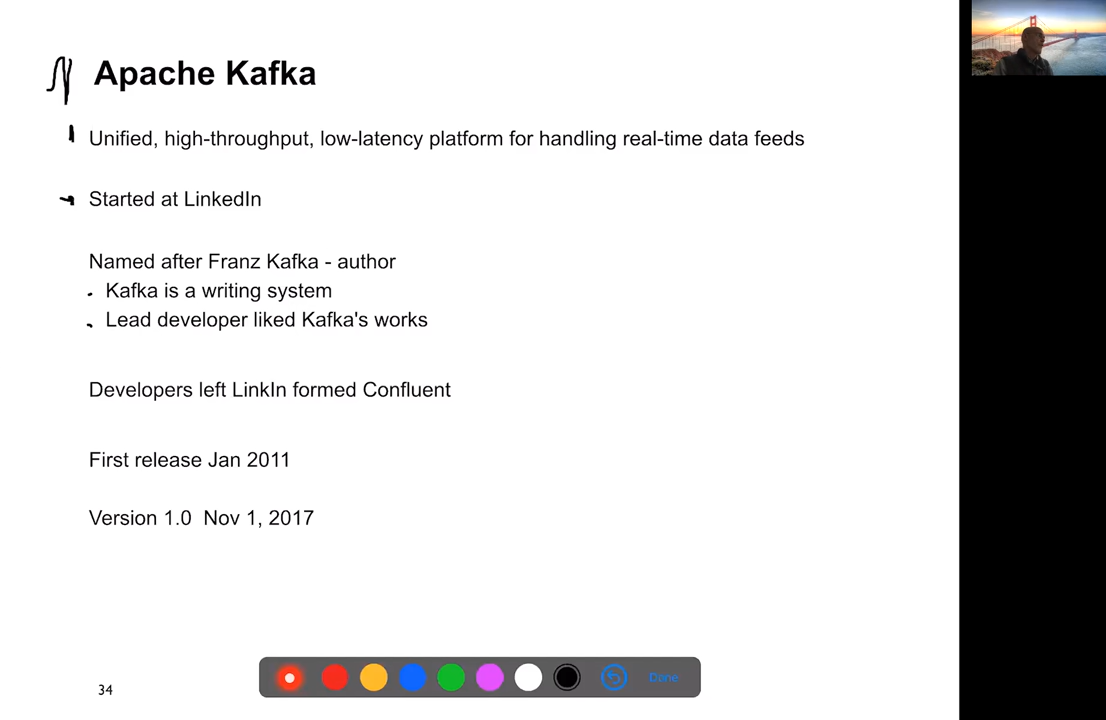 Apache Kafka
Unified, high-throughput, low-latency platform for handling real-time data feeds
Started at LinkedIn
Named after Franz Kafka - author
Kafka is a writing system
Lead developer liked Kafka's works
Developers left LinkIn formed Confluent
First release Jan 2011
Version 1.0  Nov 1, 2017
34
Done